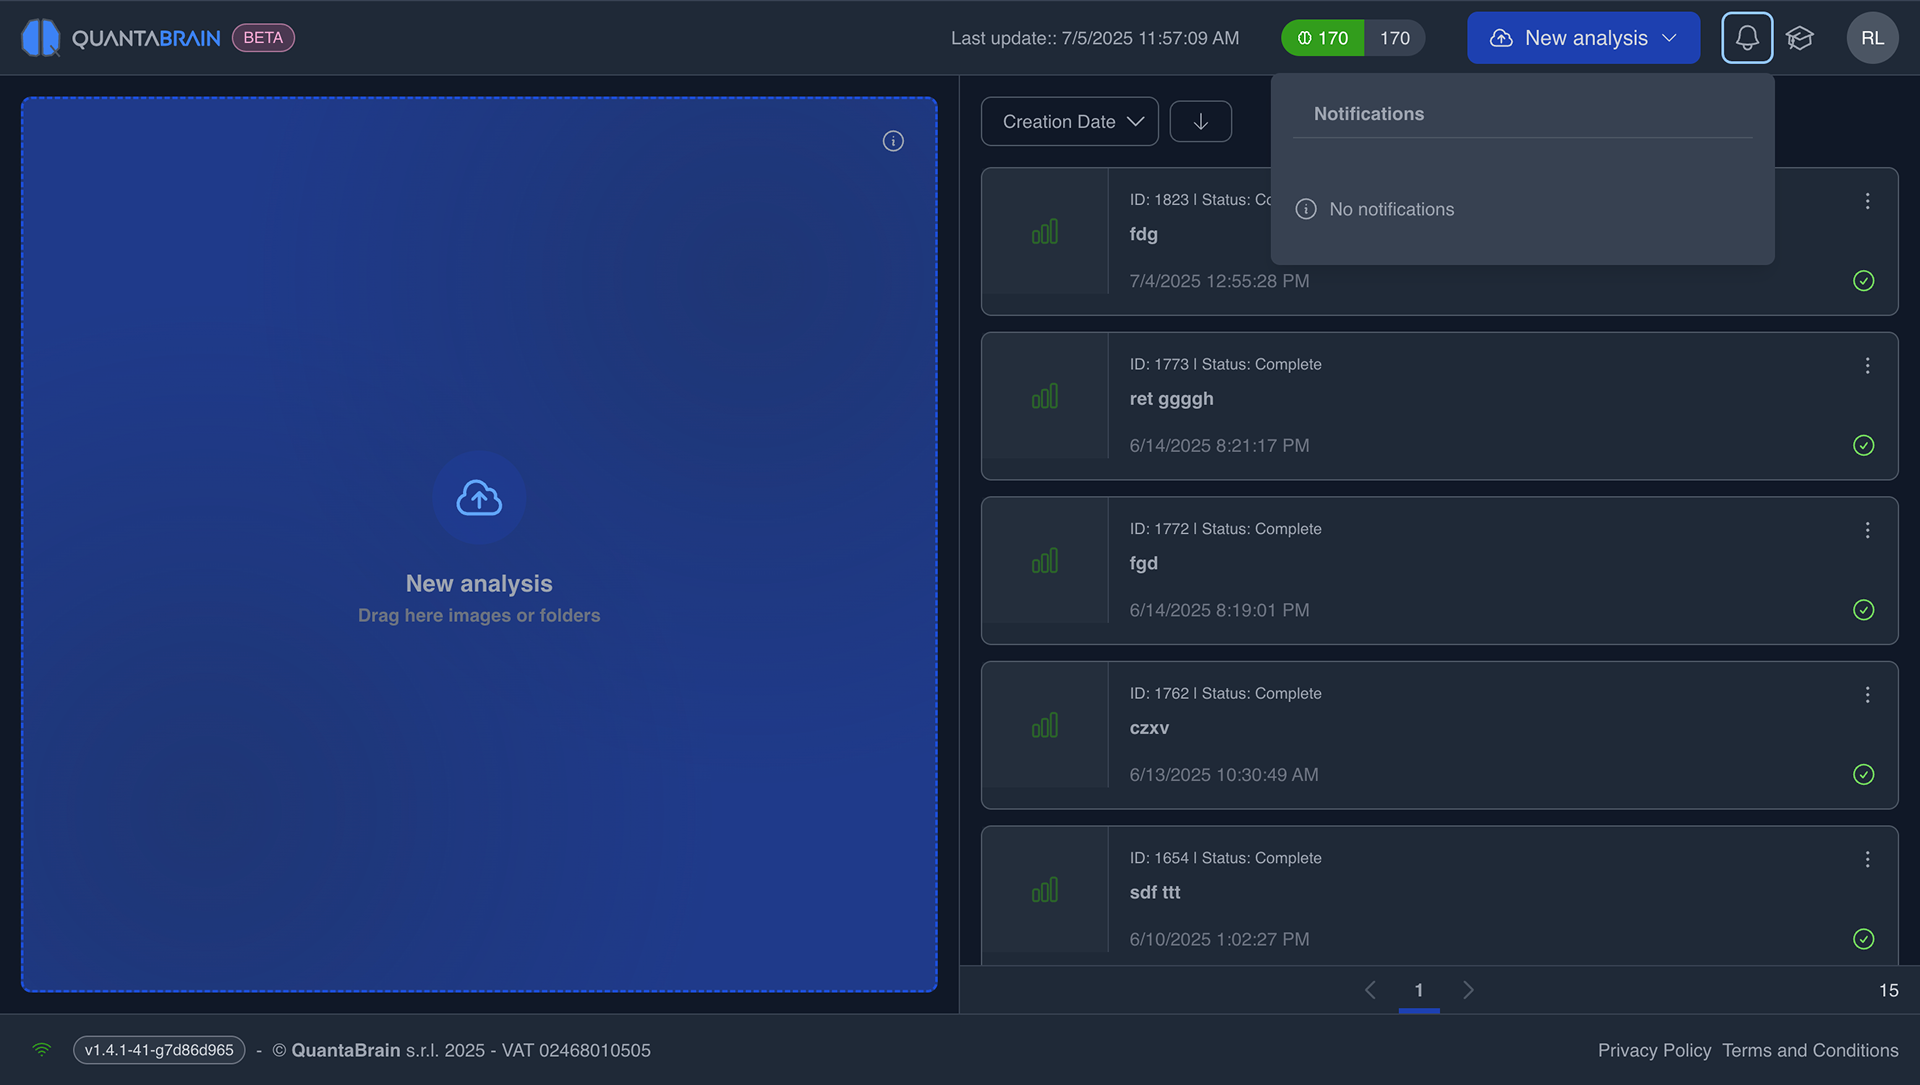 QUANTABRAIN BETA
Last update:: 7/5/2025 11:57:09 AM
170 170
New analysis
RL
Notifications
No notifications
New analysis
Drag here images or folders
Creation Date
ID: 1823 | Status: Co
fdg
7/4/2025 12:55:28 PM
ID: 1773 | Status: Complete
ret ggggh
6/14/2025 8:21:17 PM
ID: 1772 | Status: Complete
fgd
6/14/2025 8:19:01 PM
ID: 1762 | Status: Complete
czxv
6/13/2025 10:30:49 AM
ID: 1654 | Status: Complete
sdf ttt
6/10/2025 1:02:27 PM
1
15
v1.4.1-41-g7d86d965 - © QuantaBrain s.r.l. 2025 - VAT 02468010505
Privacy Policy Terms and Conditions